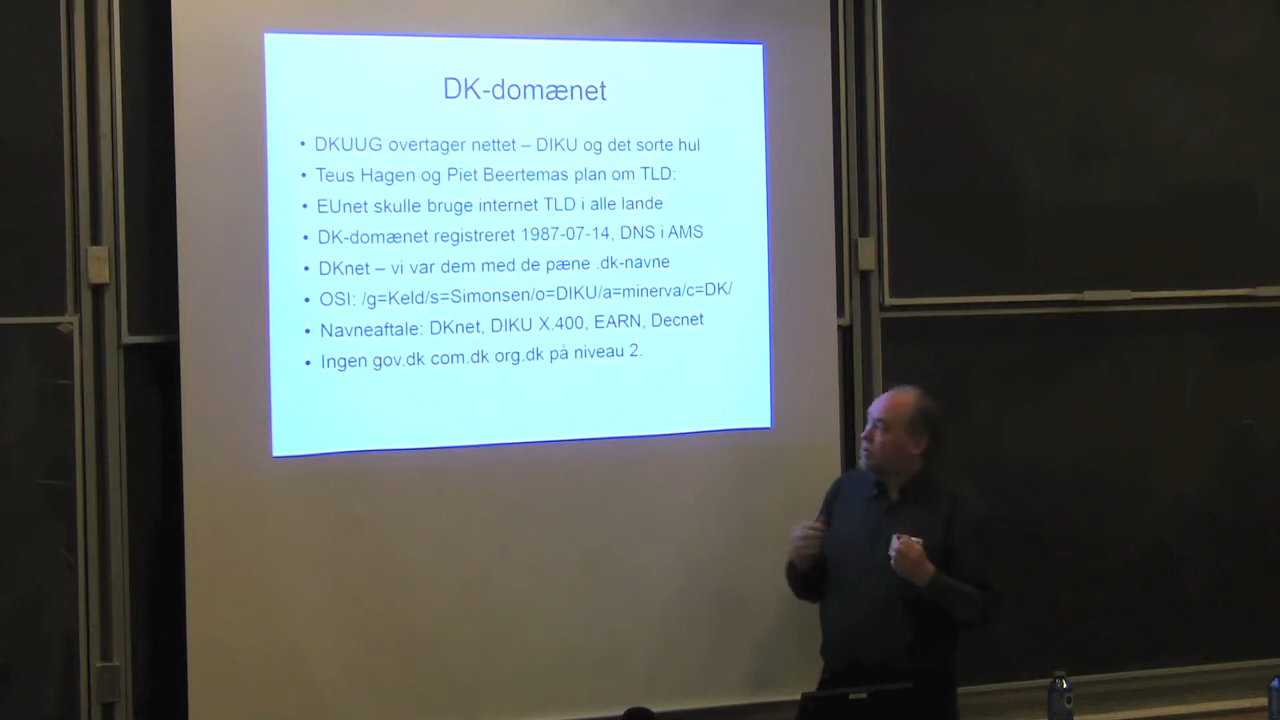 DK-domænet
• DKUUG overtager nettet – DIKU og det sorte hul
• Teus Hagen og Piet Beertemas plan om TLD:
• EUnet skulle bruge internet TLD i alle lande
• DK-domænet registreret 1987-07-14, DNS i AMS
• DKnet – vi var dem med de pæne .dk-navne
• OSI: /g=Keld/s=Simonsen/o=DIKU/a=minerva/c=DK/
• Navneaftale: DKnet, DIKU X.400, EARN, Decnet
• Ingen gov.dk com.dk org.dk på niveau 2.